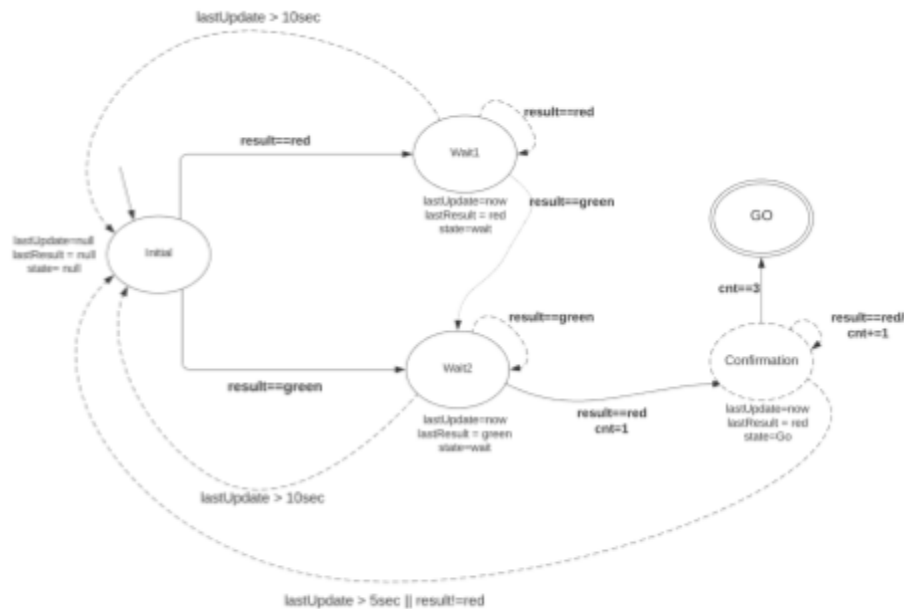 lastUpdate > 10sec
result==red
result==red
Wait1
lastUpdate=now
lastResult = red
state=wait
result==green
GO
Initial
lastUpdate=null
lastResult = null
state= null
cnt==3
result==red/
cnt+=1
Confirmation
lastUpdate=now
lastResult = red
state=Go
result==green
Wait2
result==green
lastUpdate=now
lastResult = green
state=wait
result==red
cnt=1
lastUpdate > 10sec
lastUpdate > 5sec || result!=red